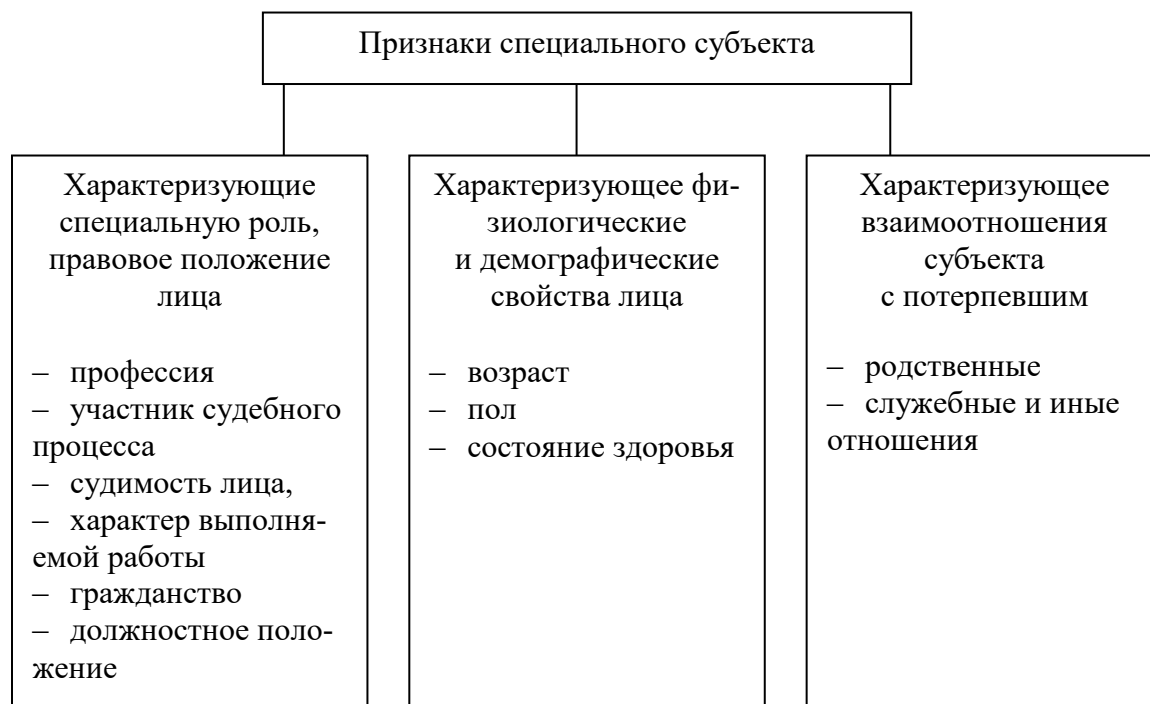 Признаки специального субъекта
Характеризующие
специальную роль,
правовое положение
лица
– профессия
– участник судебного
процесса
– судимость лица,
– характер выполня-
емой работы
– гражданство
– должностное поло-
жение
Характеризующее фи-
зиологические
и демографические
свойства лица
– возраст
– пол
– состояние здоровья
Характеризующее
взаимоотношения
субъекта
с потерпевшим
– родственные
– служебные и иные
отношения